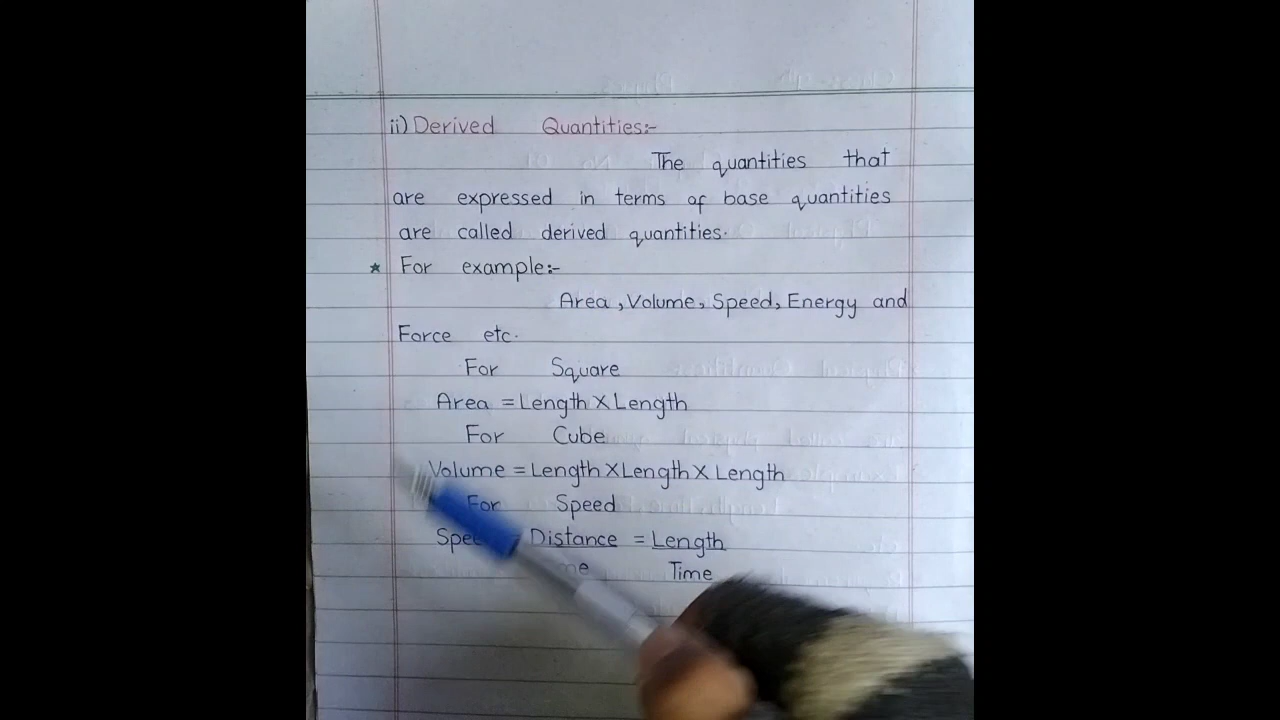 ii) Derived Quantities:-
The quantities that
are expressed in terms of base quantities
are called derived quantities.
★ For example:-
Area, Volume, Speed, Energy and
Force etc.
For Square
Area = Length X Length
For Cube
Volume = Length X Length X Length
For Speed
= Distance = Length
Time